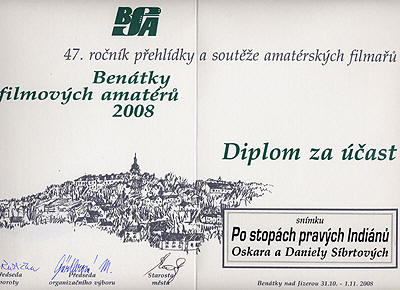 BFA
47. ročník přehlídky a soutěže amatérských filmařů
Benátky
filmových amatérů
2008
Diplom za účast
snímku
Po stopách pravých Indiánů
Oskara a Daniely Síbrtových
Předseda
organizačního výboru
Starosta
města
Benátky nad Jizerou 31.10. - 1.11. 2008